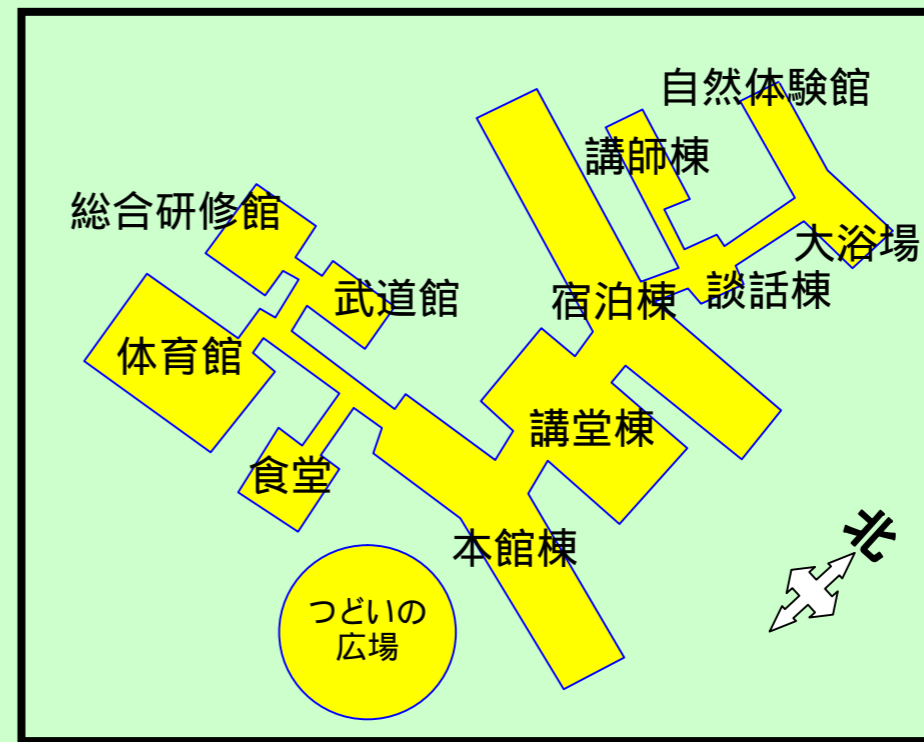 自然体験館
講師棟
総合研修館
大浴場
談話棟
宿泊棟
武道館
体育館
講堂棟
食堂
本館棟
北
つどいの
広場